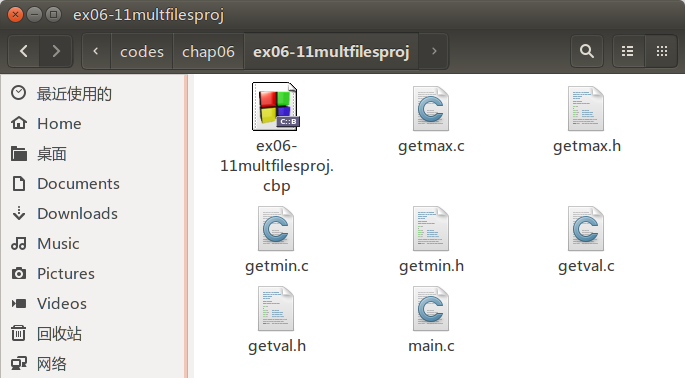 ex06-11multfilesproj
codes chap06 ex06-11multfilesproj
最近使用的
Home
桌面
Documents
Downloads
Music
Pictures
Videos
回收站
网络
C::B
ex06-
11multfilesproj.
cbp
getmax.c
getmax.h
getmin.c
getmin.h
getval.c
getval.h
main.c